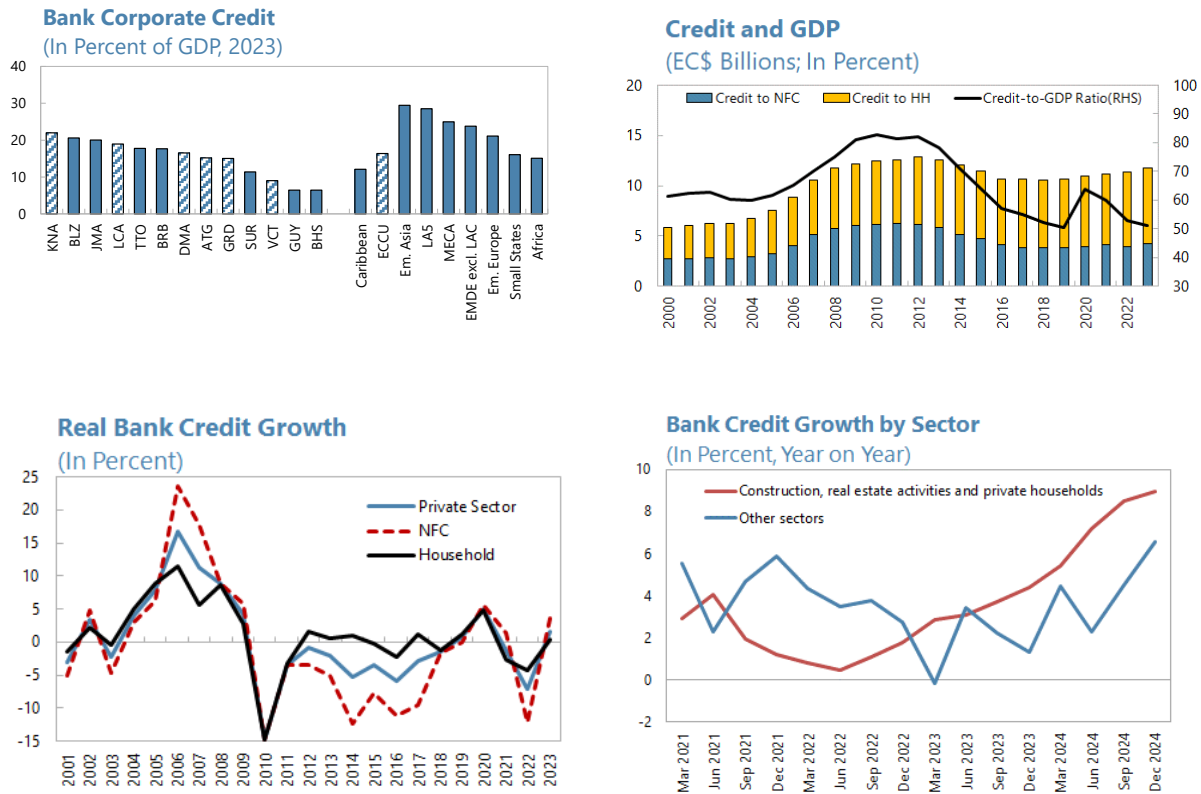 Bank Corporate Credit
(In Percent of GDP, 2023)
40
30
20
10
0
KNA
BLZ
JMA
LCA
TTO
BRB
DMA
ATG
GRD
SUR
VCT
GUY
BHS
Caribbean
ECCU
Em. Asia
LA5
MECA
EMDE excl. LAC
Em. Europe
Small States
Africa
Credit and GDP
(EC$ Billions; In Percent)
20
15
10
5
0
Credit to NFC
Credit to HH
Credit-to-GDP Ratio(RHS)
100
90
80
70
60
50
40
30
2000
2002
2004
2006
2008
2010
2012
2014
2016
2018
2020
2022
Real Bank Credit Growth
(In Percent)
25
20
15
10
5
0
-5
-10
-15
Private Sector
NFC
Household
2001
2002
2003
2004
2005
2006
2007
2008
2009
2010
2011
2012
2013
2014
2015
2016
2017
2018
2019
2020
2021
2022
2023
Bank Credit Growth by Sector
(In Percent, Year on Year)
10
8
6
4
2
0
-2
Construction, real estate activities and private households
Other sectors
Mar 2021
Jun 2021
Sep 2021
Dec 2021
Mar 2022
Jun 2022
Sep 2022
Dec 2022
Mar 2023
Jun 2023
Sep 2023
Dec 2023
Mar 2024
Jun 2024
Sep 2024
Dec 2024